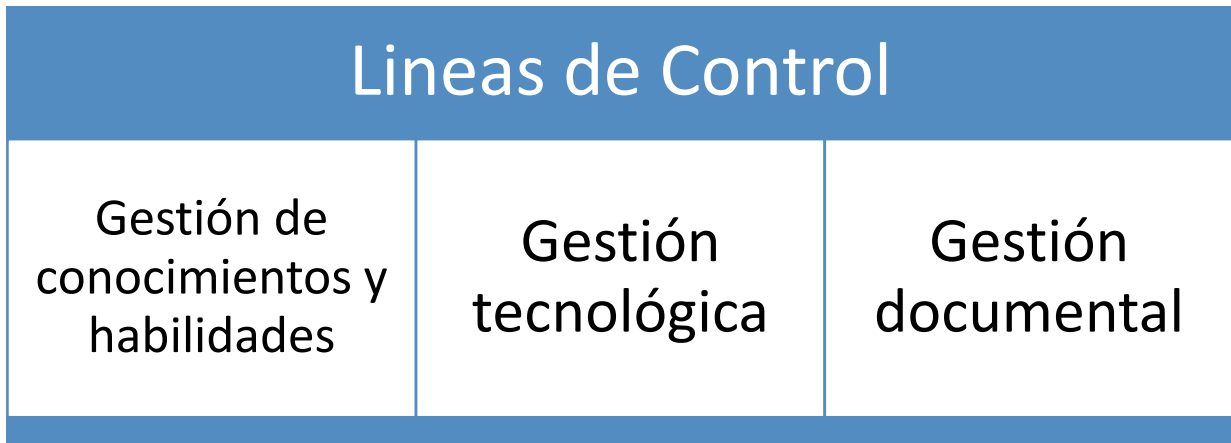 Lineas de Control
Gestión de
conocimientos y
habilidades
Gestión
tecnológica
Gestión
documental